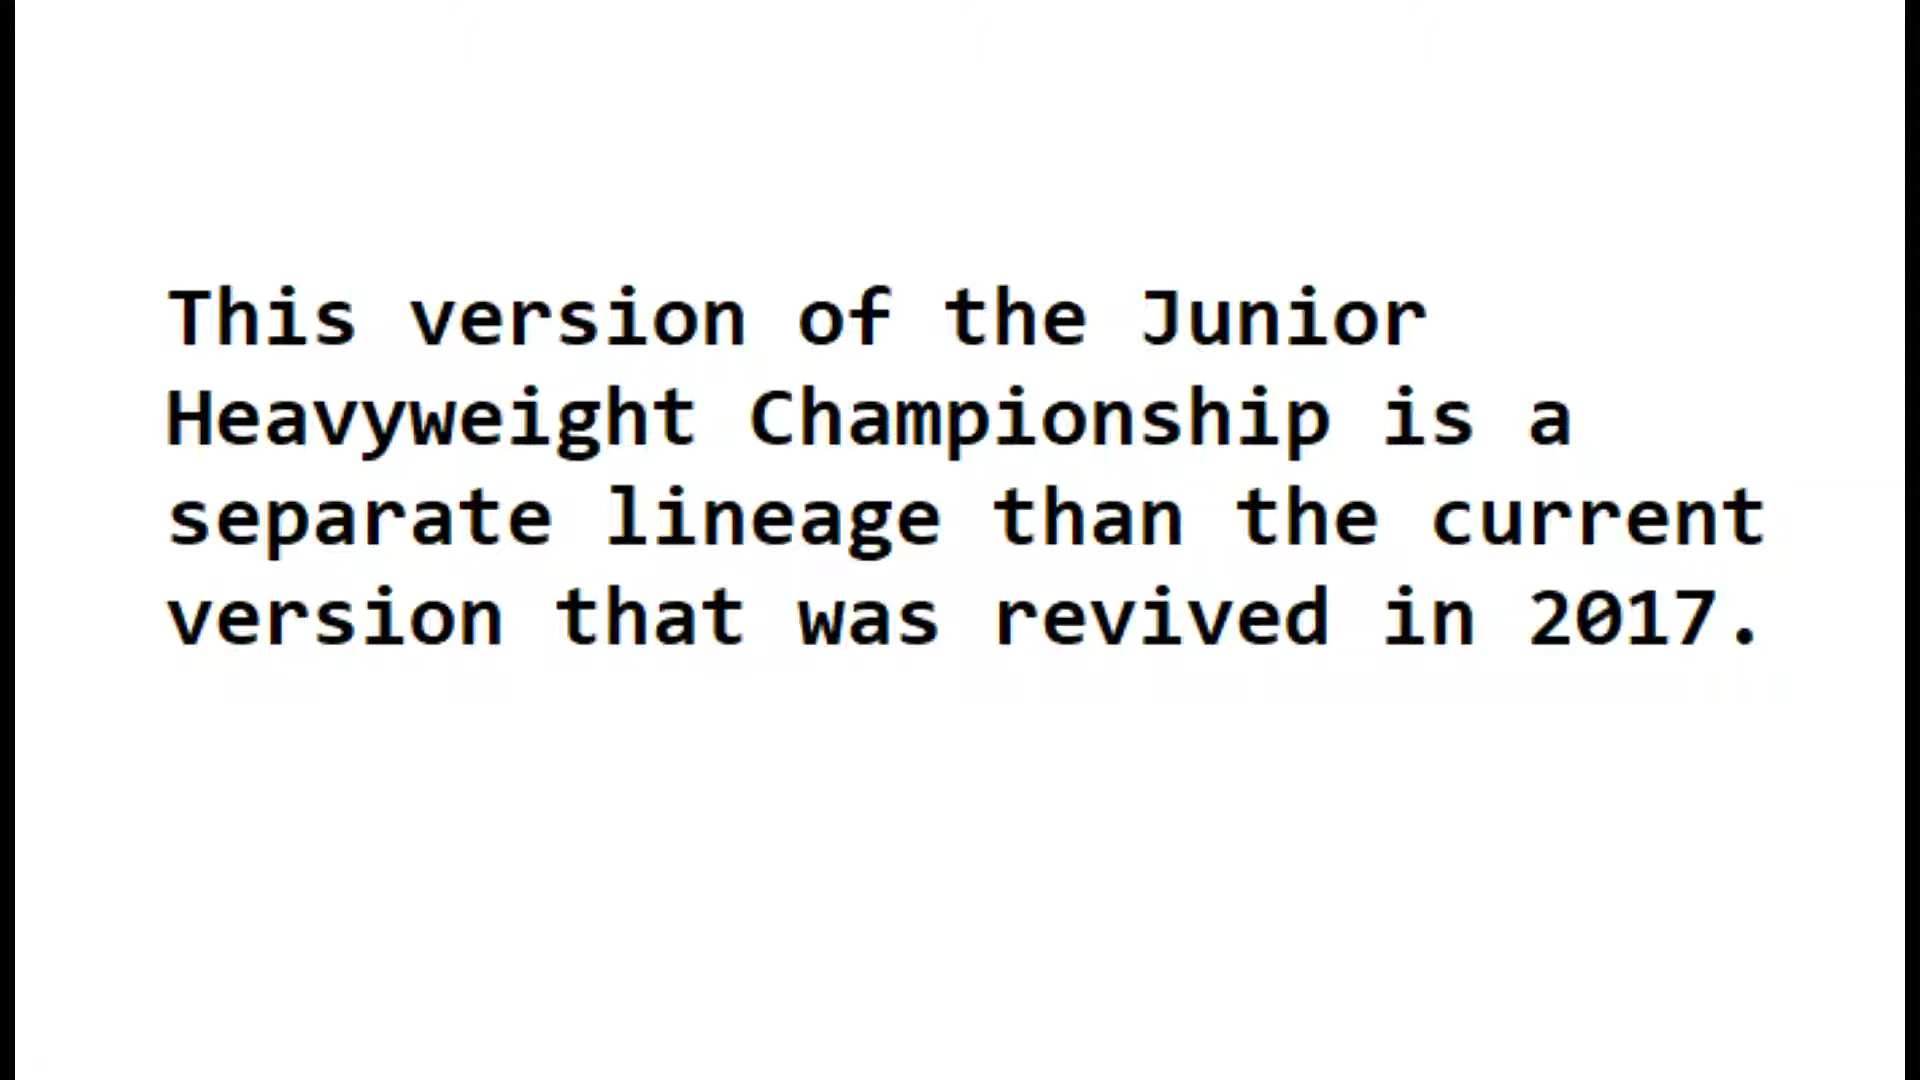 This version of the Junior
Heavyweight Championship is a
separate lineage than the current
version that was revived in 2017.